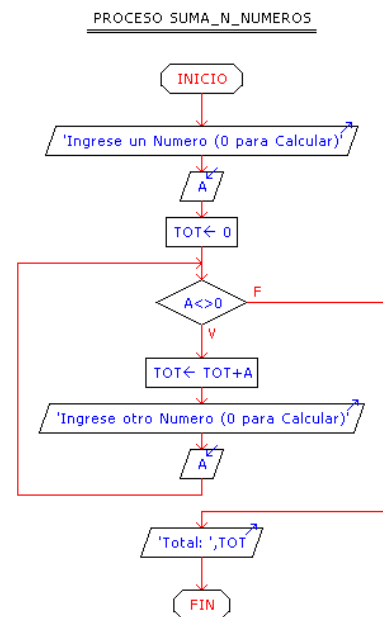 PROCESO SUMA_N_NUMEROS
INICIO
'Ingrese un Numero (0 para Calcular)'
A
TOT← 0
A<>0
F
V
TOT← TOT+A
'Ingrese otro Numero (0 para Calcular)'
A
'Total: ',TOT
FIN